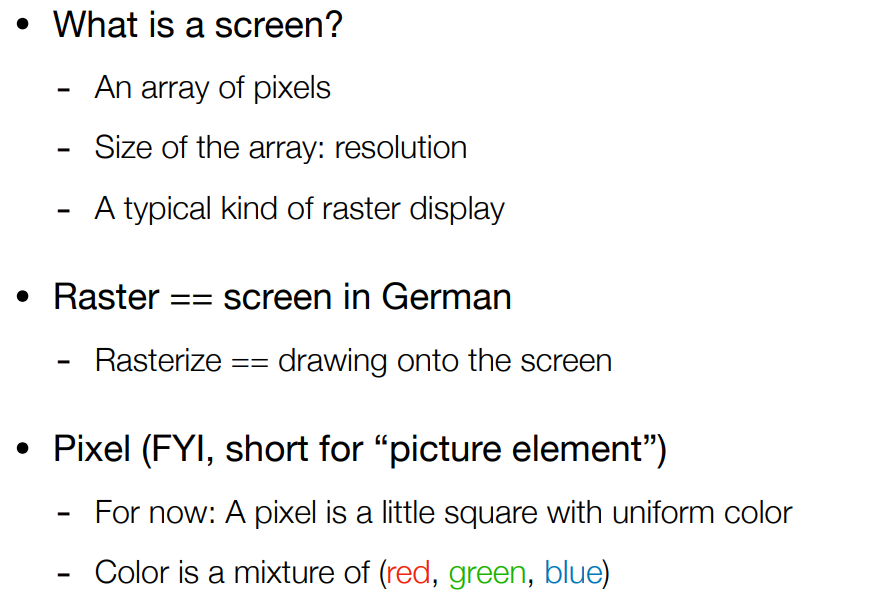 • What is a screen?
- An array of pixels
- Size of the array: resolution
- A typical kind of raster display
• Raster == screen in German
- Rasterize == drawing onto the screen
• Pixel (FYI, short for “picture element”)
- For now: A pixel is a little square with uniform color
- Color is a mixture of (red, green, blue)